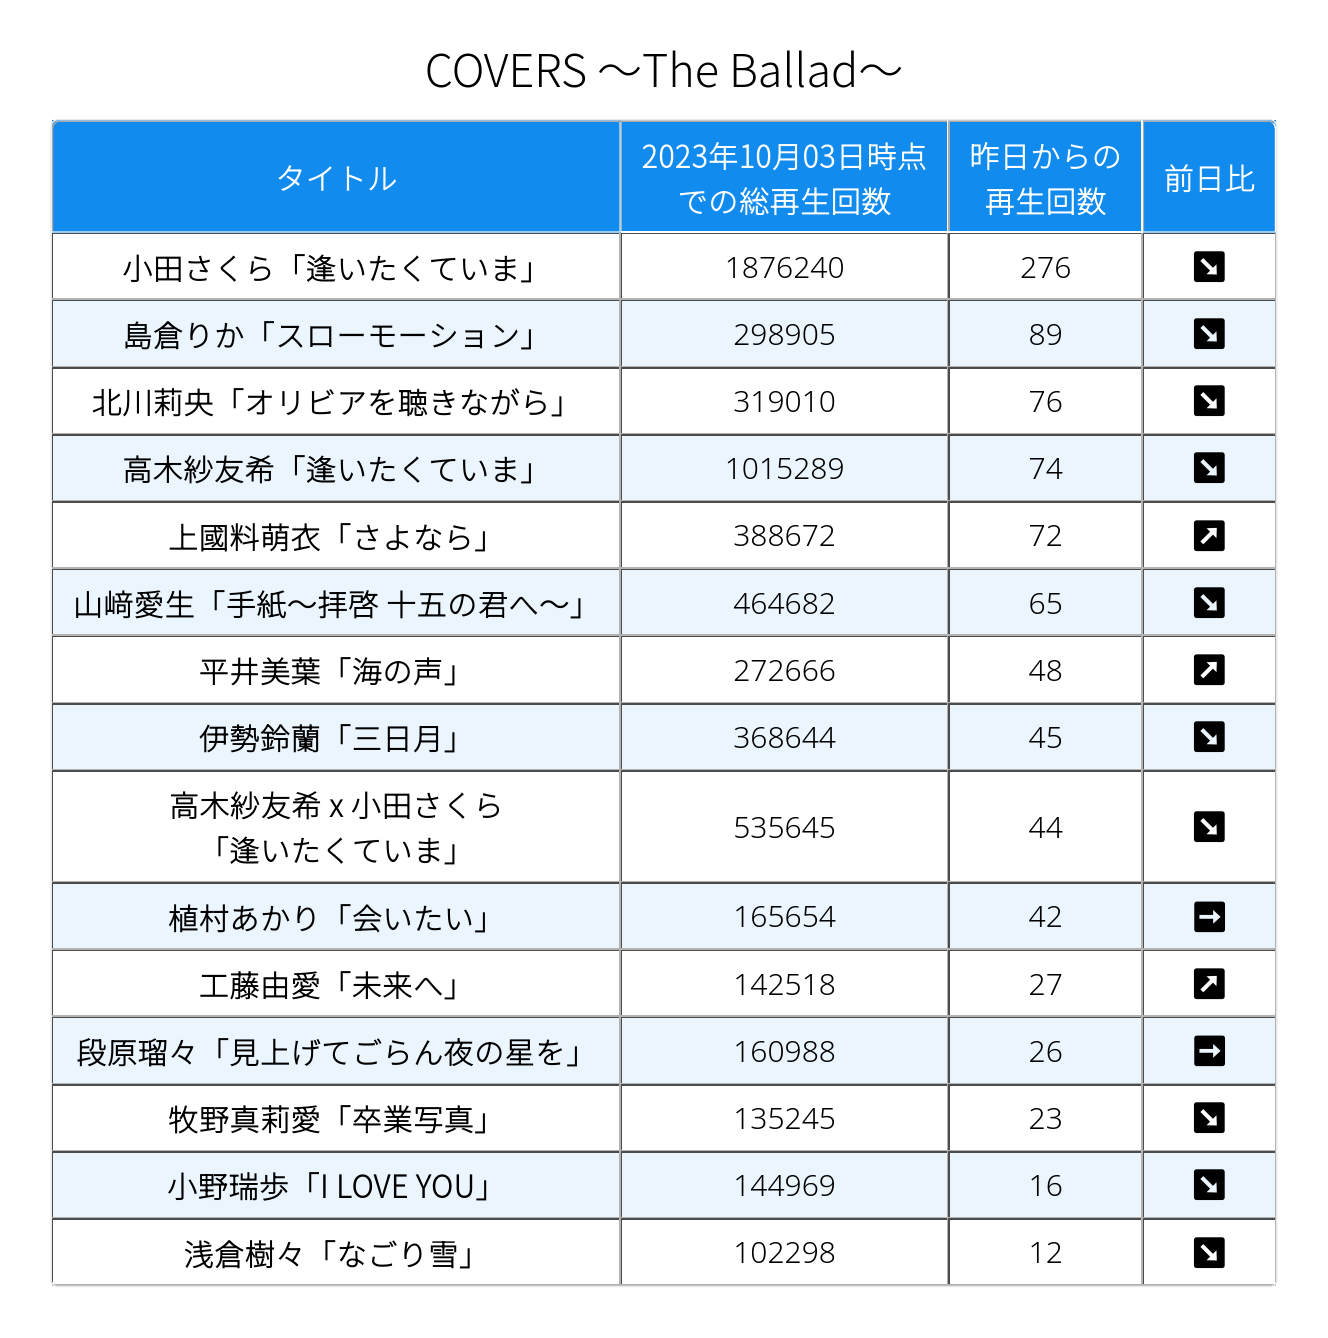 COVERS ～The Ballad～
タイトル 2023年10月03日時点での総再生回数 昨日からの再生回数 前日比
小田さくら「逢いたくていま」 1876240 276 ↘
島倉りか「スローモーション」 298905 89 ↘
北川莉央「オリビアを聴きながら」 319010 76 ↘
高木紗友希「逢いたくていま」 1015289 74 ↘
上國料萌衣「さよなら」 388672 72 ↗
山﨑愛生「手紙～拝啓 十五の君へ～」 464682 65 ↘
平井美葉「海の声」 272666 48 ↗
伊勢鈴蘭「三日月」 368644 45 ↘
高木紗友希 x 小田さくら「逢いたくていま」 535645 44 ↘
植村あかり「会いたい」 165654 42 →
工藤由愛「未来へ」 142518 27 ↗
段原瑠々「見上げてごらん夜の星を」 160988 26 →
牧野真莉愛「卒業写真」 135245 23 ↘
小野瑞歩「I LOVE YOU」 144969 16 ↘
浅倉樹々「なごり雪」 102298 12 ↘